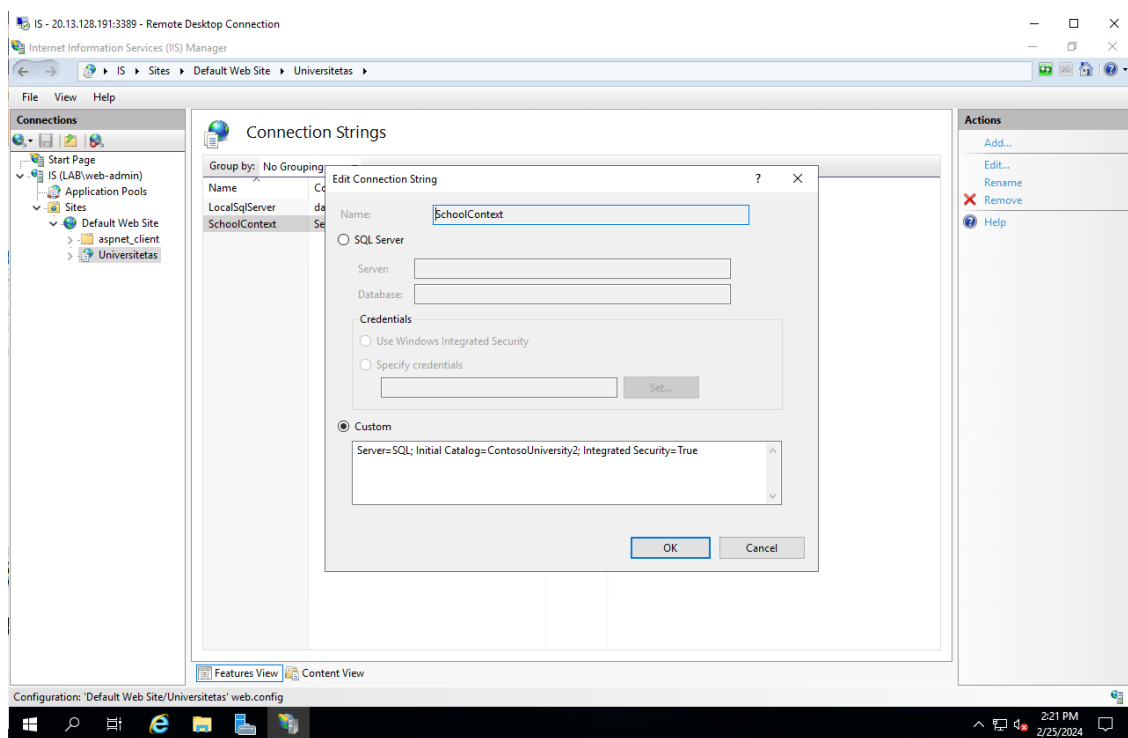 IS - 20.13.128.191:3389 - Remote Desktop Connection
Internet Information Services (IIS) Manager
IS Sites Default Web Site Universitetas
File View Help
Connections
Start Page
IS (LAB\web-admin)
Application Pools
Sites
Default Web Site
aspnet_client
Universitetas
Connection Strings
Group by: No Grouping
Name
LocalSqlServer
SchoolContext
Edit Connection String
?
Name: SchoolContext
SQL Server
Server:
Database:
Credentials
Use Windows Integrated Security
Specify credentials
Set...
Custom
Server=SQL; Initial Catalog=ContosoUniversity2; Integrated Security=True
OK Cancel
Features View Content View
Actions
Add...
Edit...
Rename
Remove
Help
Configuration: 'Default Web Site/Universitetas' web.config
2:21 PM
2/25/2024